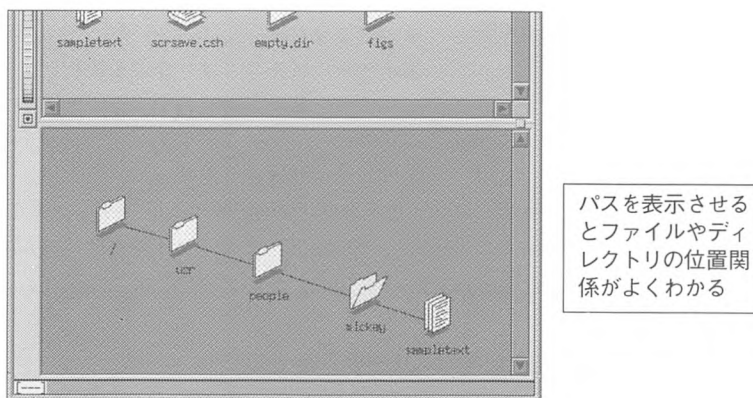 sampletext scrsave.csh empty.dir figs
/
usr
people
mickey
sampletext
パスを表示させる
とファイルやディ
レクトリの位置関
係がよくわかる